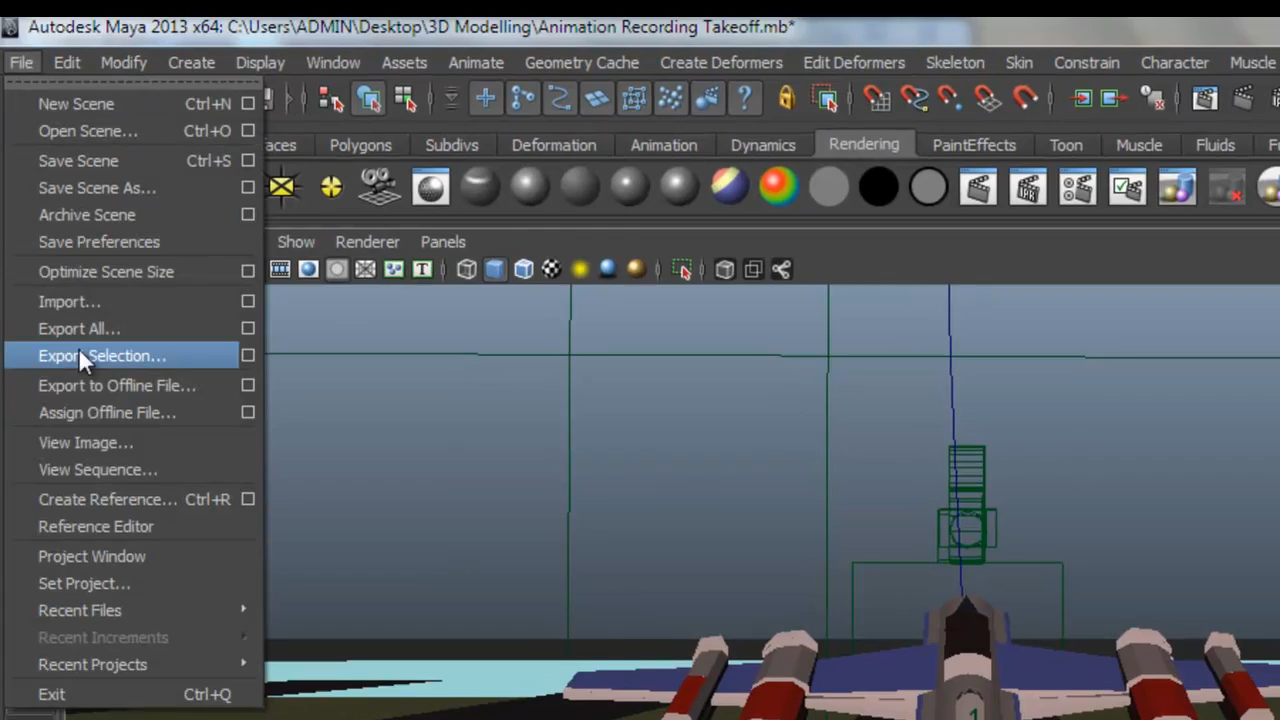 Autodesk Maya 2013 x64: C:\Users\ADMIN\Desktop\3D Modelling\Animation Recording Takeoff.mb*
File Edit Modify Create Display Window Assets Animate Geometry Cache Create Deformers Edit Deformers Skeleton Skin Constrain Character Muscle
Polygons Subdivs Deformation Animation Dynamics Rendering PaintEffects Toon Muscle Fluids
Show Renderer Panels
New Scene Ctrl+N
Open Scene... Ctrl+O
Save Scene Ctrl+S
Save Scene As...
Archive Scene
Save Preferences
Optimize Scene Size
Import...
Export All...
Export Selection...
Export to Offline File...
Assign Offline File...
View Image...
View Sequence...
Create Reference... Ctrl+R
Reference Editor
Project Window
Set Project...
Recent Files
Recent Increments
Recent Projects
Exit Ctrl+Q
IPR
T
?
1